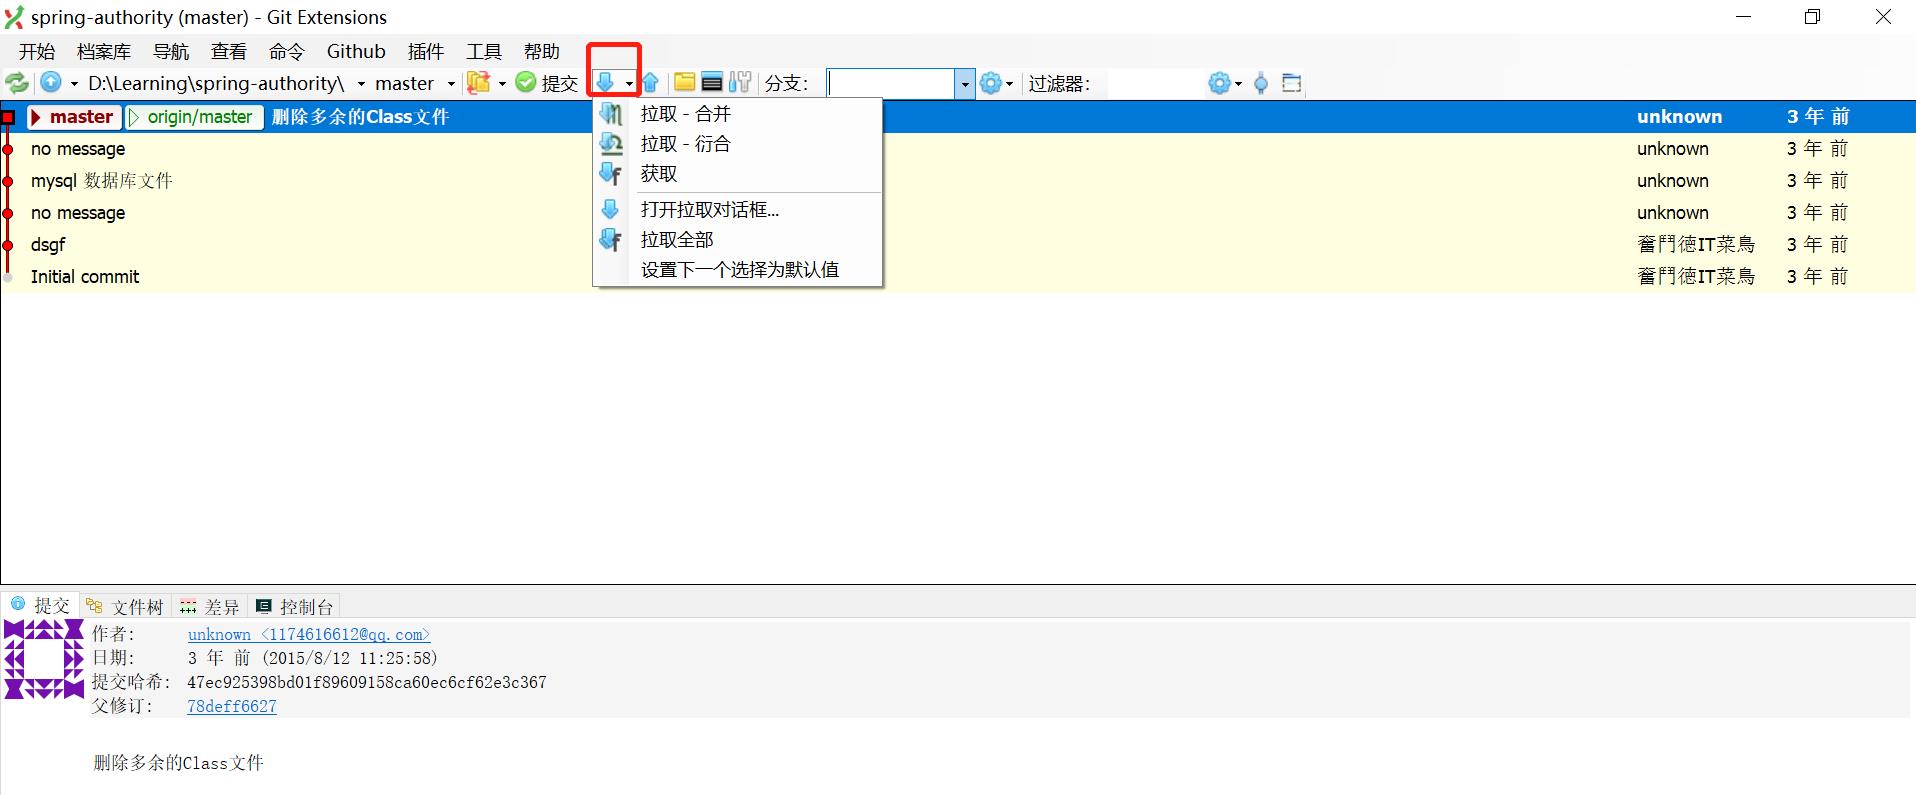 spring-authority (master) - Git Extensions
开始 档案库 导航 查看 命令 Github 插件 工具 帮助
D:\Learning\spring-authority\ master 提交 分支: 过滤器:
master origin/master 删除多余的Class文件 unknown 3 年 前
no message unknown 3 年 前
mysql 数据库文件 unknown 3 年 前
no message unknown 3 年 前
dsgf 奮鬥徳IT菜鳥 3 年 前
Initial commit 奮鬥徳IT菜鳥 3 年 前
拉取 - 合并
拉取 - 衍合
获取
打开拉取对话框...
拉取全部
设置下一个选择为默认值
提交 文件树 差异 控制台
作者: unknown <1174616612@qq.com>
日期: 3 年 前 (2015/8/12 11:25:58)
提交哈希: 47ec925398bd01f89609158ca60ec6cf62e3c367
父修订: 78deff6627
删除多余的Class文件